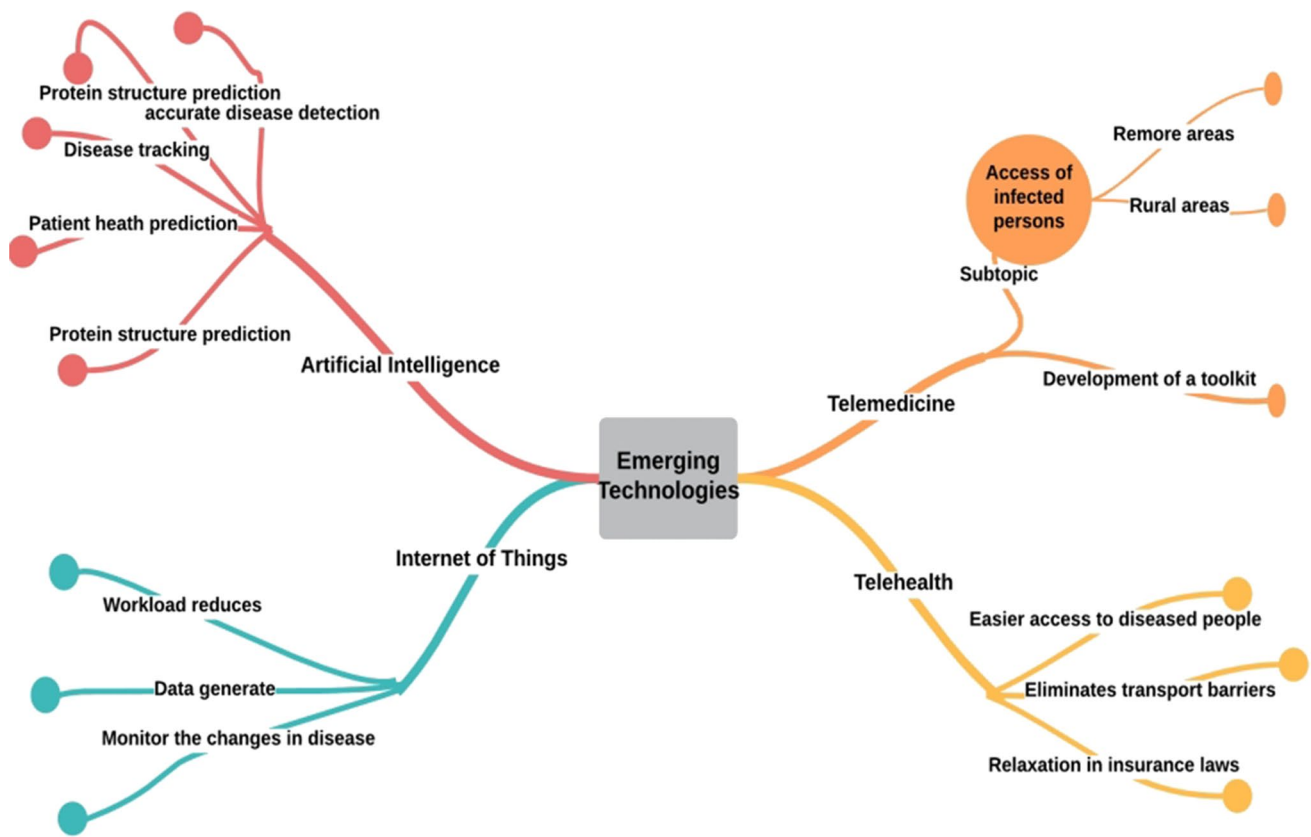 Protein structure prediction
accurate disease detection
Disease tracking
Patient heath prediction
Protein structure prediction
Artificial Intelligence
Internet of Things
Workload reduces
Data generate
Monitor the changes in disease
Emerging
Technologies
Remore areas
Access of
infected
persons
Rural areas
Subtopic
Development of a toolkit
Telemedicine
Telehealth
Easier access to diseased people
Eliminates transport barriers
Relaxation in insurance laws